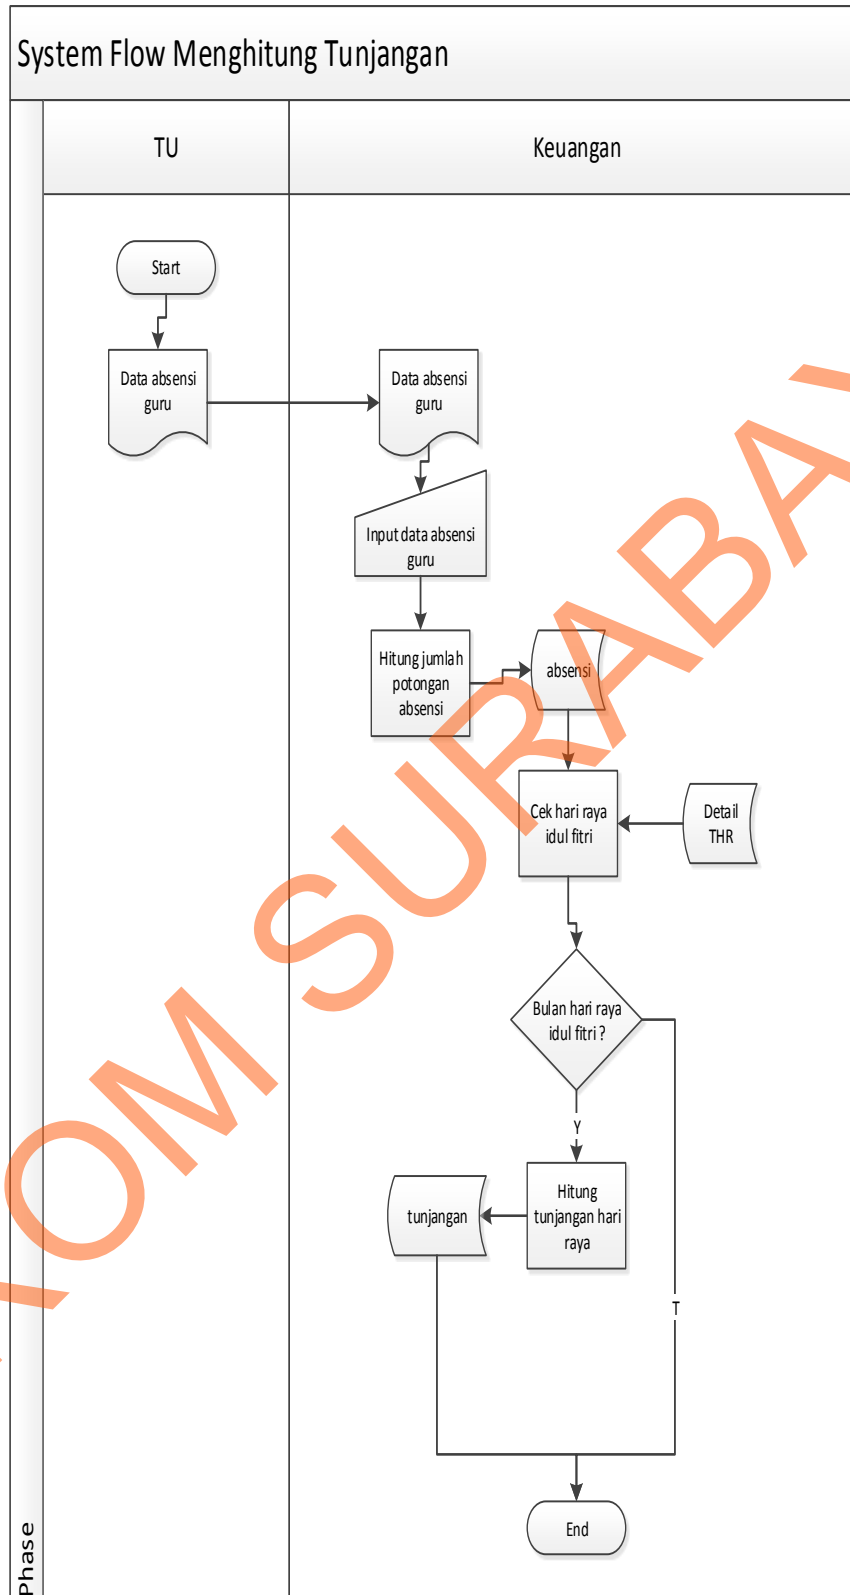 System Flow Menghitung Tunjangan
TU
Keuangan
Start
Data absensi
guru
Data absensi
guru
Input data absensi
guru
Hitung jumlah
potongan
absensi
absensi
Cek hari raya
idul fitri
Detail
THR
Bulan hari raya
idul fitri ?
Y
Hitung
tunjangan hari
raya
tunjangan
T
End
Phase
OM SURABA